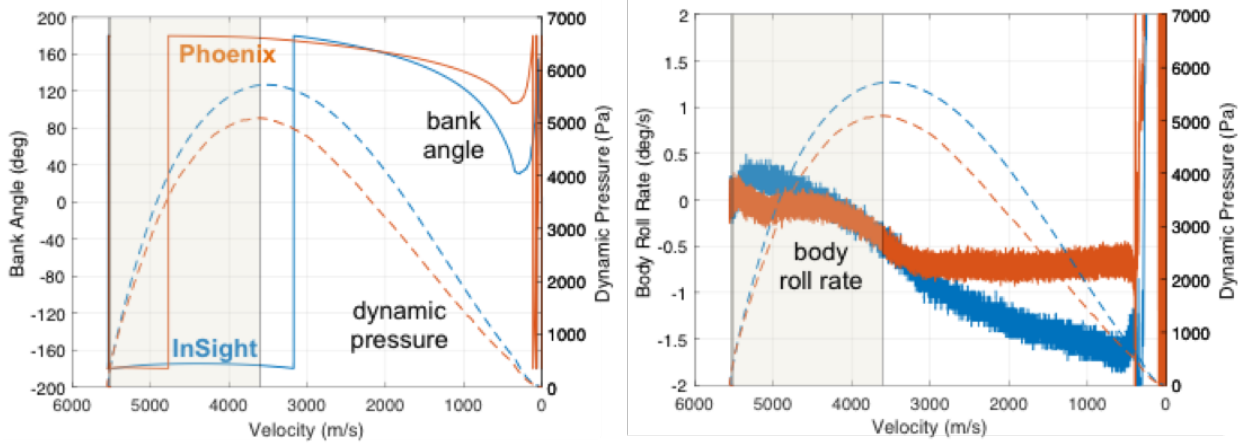 200
160
120
80
40
0
-40
-80
-120
-160
-200
Bank Angle (deg)
Phoenix
bank
angle
dynamic
pressure
InSight
7000
6000
5000
4000
3000
2000
1000
0
Dynamic Pressure (Pa)
6000 5000 4000 3000 2000 1000 0
Velocity (m/s)
2
1.5
1
0.5
0
-0.5
-1
-1.5
-2
Body Roll Rate (deg/s)
body
roll rate
7000
6000
5000
4000
3000
2000
1000
0
Dynamic Pressure (Pa)
6000 5000 4000 3000 2000 1000 0
Velocity (m/s)